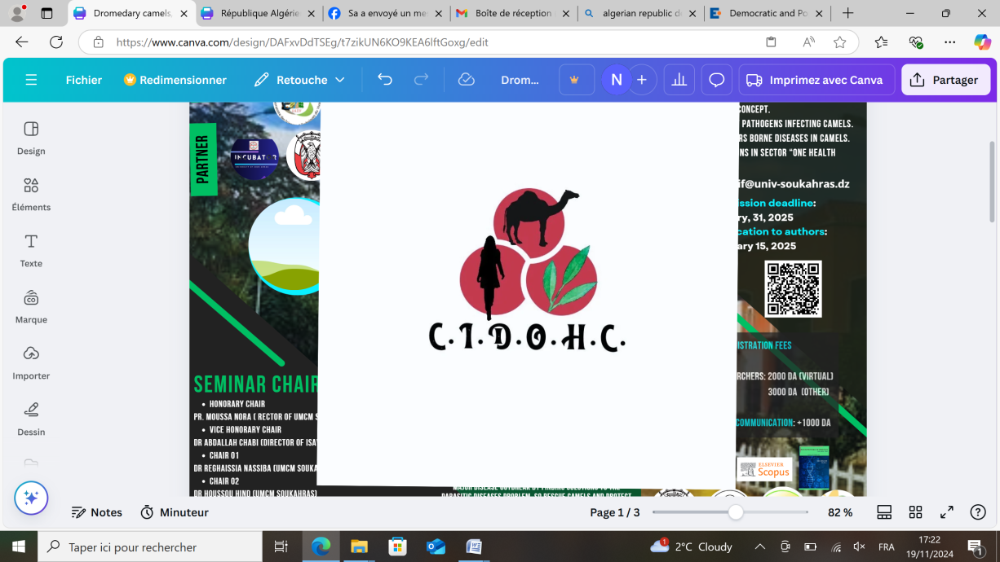 Dromedary camels,
République Algérie
Sa a envoyé un me
Boîte de réception
algerian republic d
Democratic and Po
https://www.canva.com/design/DAFxvDdTSEg/t7zikUN6KO9KEA6lftGoxg/edit
Fichier
Redimensionner
Retouche
Drom...
N
Imprimez avec Canva
Partager
Design
Éléments
Texte
Marque
Importer
Dessin
PARTNER
INCUBATOR
SEMINAR CHAIR
• HONORARY CHAIR
PR. MOUSSA NORA ( RECTOR OF UMCM S
• VICE HONORARY CHAIR
DR ABDALLAH CHABI (DIRECTOR OF ISA
• CHAIR 01
DR REGHAISSIA NASSIBA (UMCM SOUKA
• CHAIR 02
DR HOUSSOU HIND (UMCM SOUKAHRAS)
C.I.D.O.H.C.
CONCEPT.
PATHOGENS INFECTING CAMELS.
RS BORNE DISEASES IN CAMELS.
NS IN SECTOR "ONE HEALTH
if@univ-soukahras.dz
ission deadline:
ry, 31, 2025
cation to authors:
ary 15, 2025
ISTRATION FEES
RCHERS: 2000 DA (VIRTUAL)
3000 DA (OTHER)
COMMUNICATION: +1000 DA
ELSEVIER
Scopus
MAJOR DISEASE OUTBREAK BY FINDING SOLUTIONS TO THE
PARASITIC DISEASES PROBLEM, SO RESCUE CAMELS AND PROTECT
Notes
Minuteur
Page 1 / 3
82 %
Taper ici pour rechercher
1
2°C Cloudy
FRA
17:22
19/11/2024
1